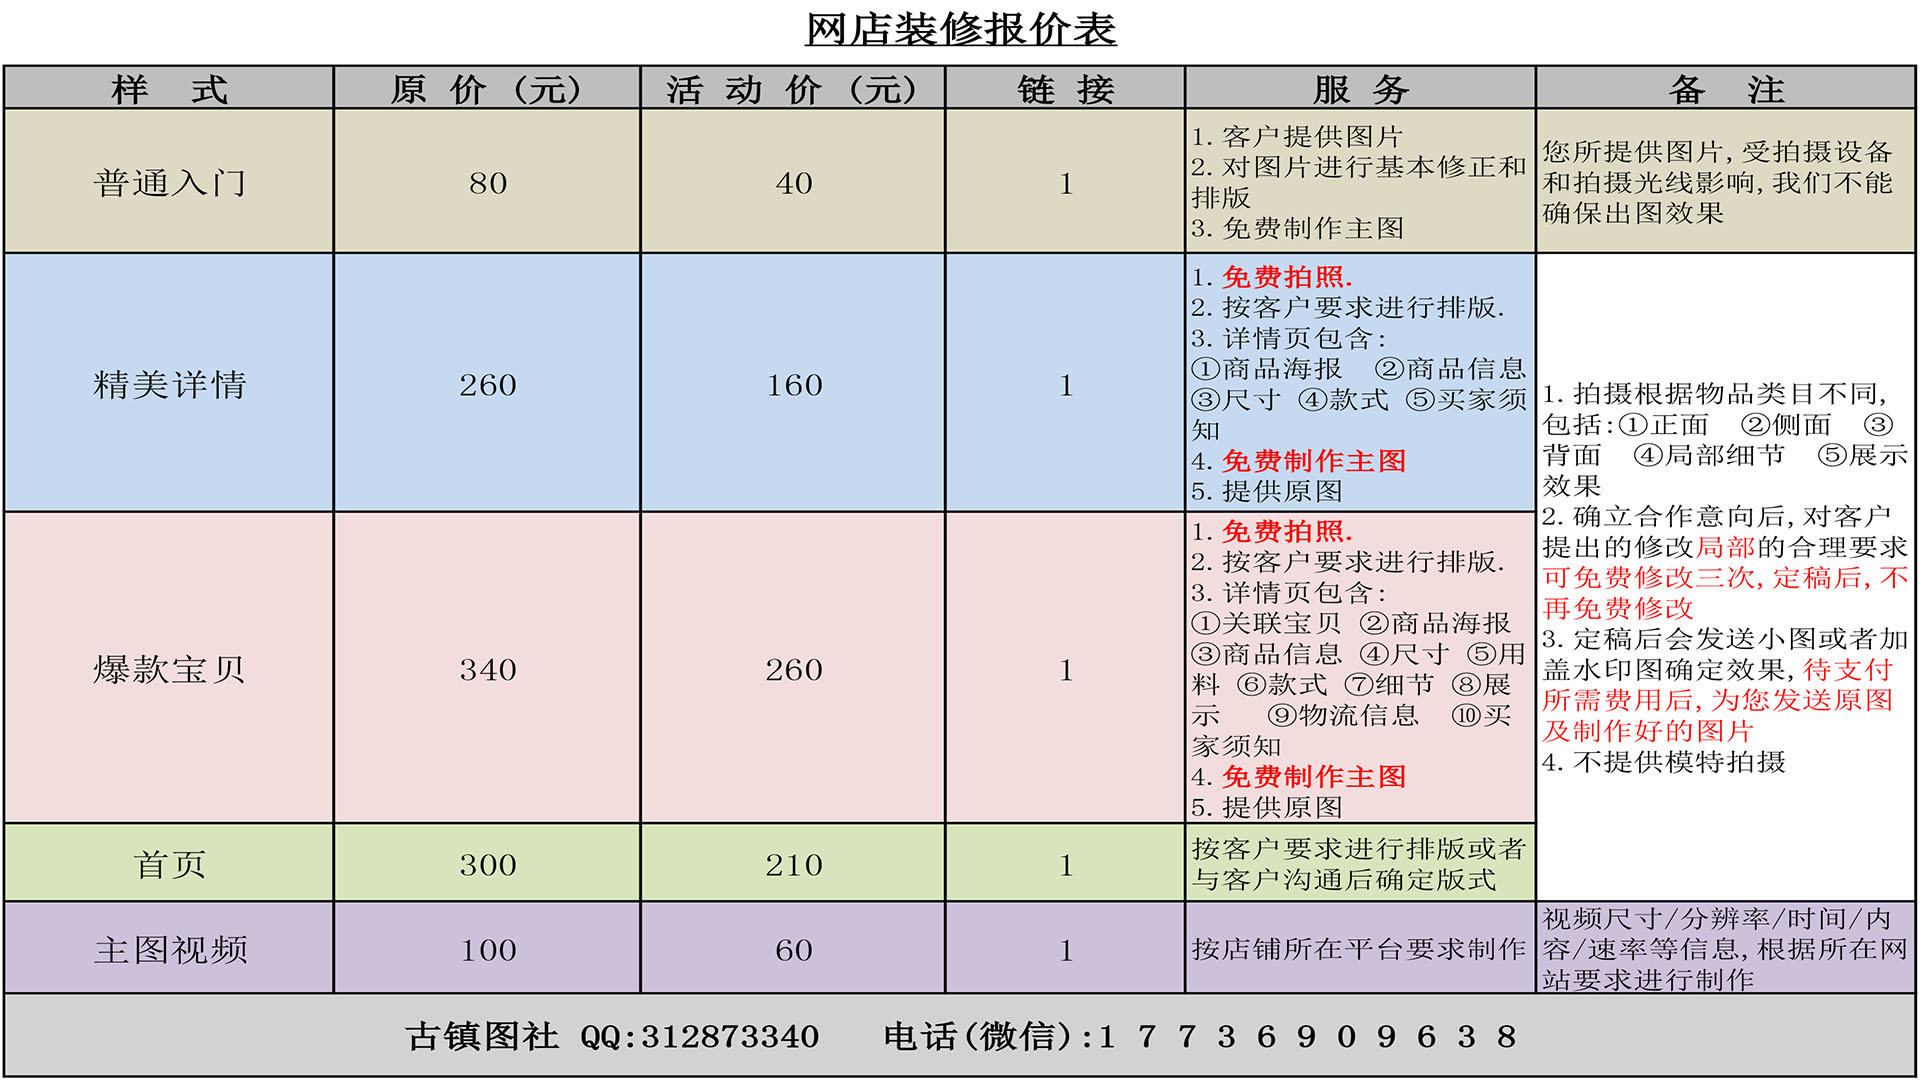 网店装修报价表
样 式 原 价 (元) 活 动 价 (元) 链 接 服 务 备 注
普通入门 80 40 1
1. 客户提供图片
2. 对图片进行基本修正和
排版
3. 免费制作主图
您所提供图片, 受拍摄设备
和拍摄光线影响, 我们不能
确保出图效果
精美详情 260 160 1
1. 免费拍照.
2. 按客户要求进行排版.
3. 详情页包含:
①商品海报 ②商品信息
③尺寸 ④款式 ⑤买家须
知
4. 免费制作主图
5. 提供原图
爆款宝贝 340 260 1
1. 免费拍照.
2. 按客户要求进行排版.
3. 详情页包含:
①关联宝贝 ②商品海报
③商品信息 ④尺寸 ⑤用
料 ⑥款式 ⑦细节 ⑧展
示 ⑨物流信息 ⑩买
家须知
4. 免费制作主图
5. 提供原图
首页 300 210 1
按客户要求进行排版或者
与客户沟通后确定版式
1. 拍摄根据物品类目不同,
包括:①正面 ②侧面 ③
背面 ④局部细节 ⑤展示
效果
2. 确立合作意向后, 对客户
提出的修改局部的合理要求
可免费修改三次, 定稿后, 不
再免费修改
3. 定稿后会发送小图或者加
盖水印图确定效果, 待支付
所需费用后, 为您发送原图
及制作好的图片
4. 不提供模特拍摄
主图视频 100 60 1 按店铺所在平台要求制作
视频尺寸/分辨率/时间/内
容/速率等信息, 根据所在网
站要求进行制作
古镇图社 QQ:312873340 电话(微信):1 7 7 3 6 9 0 9 6 3 8